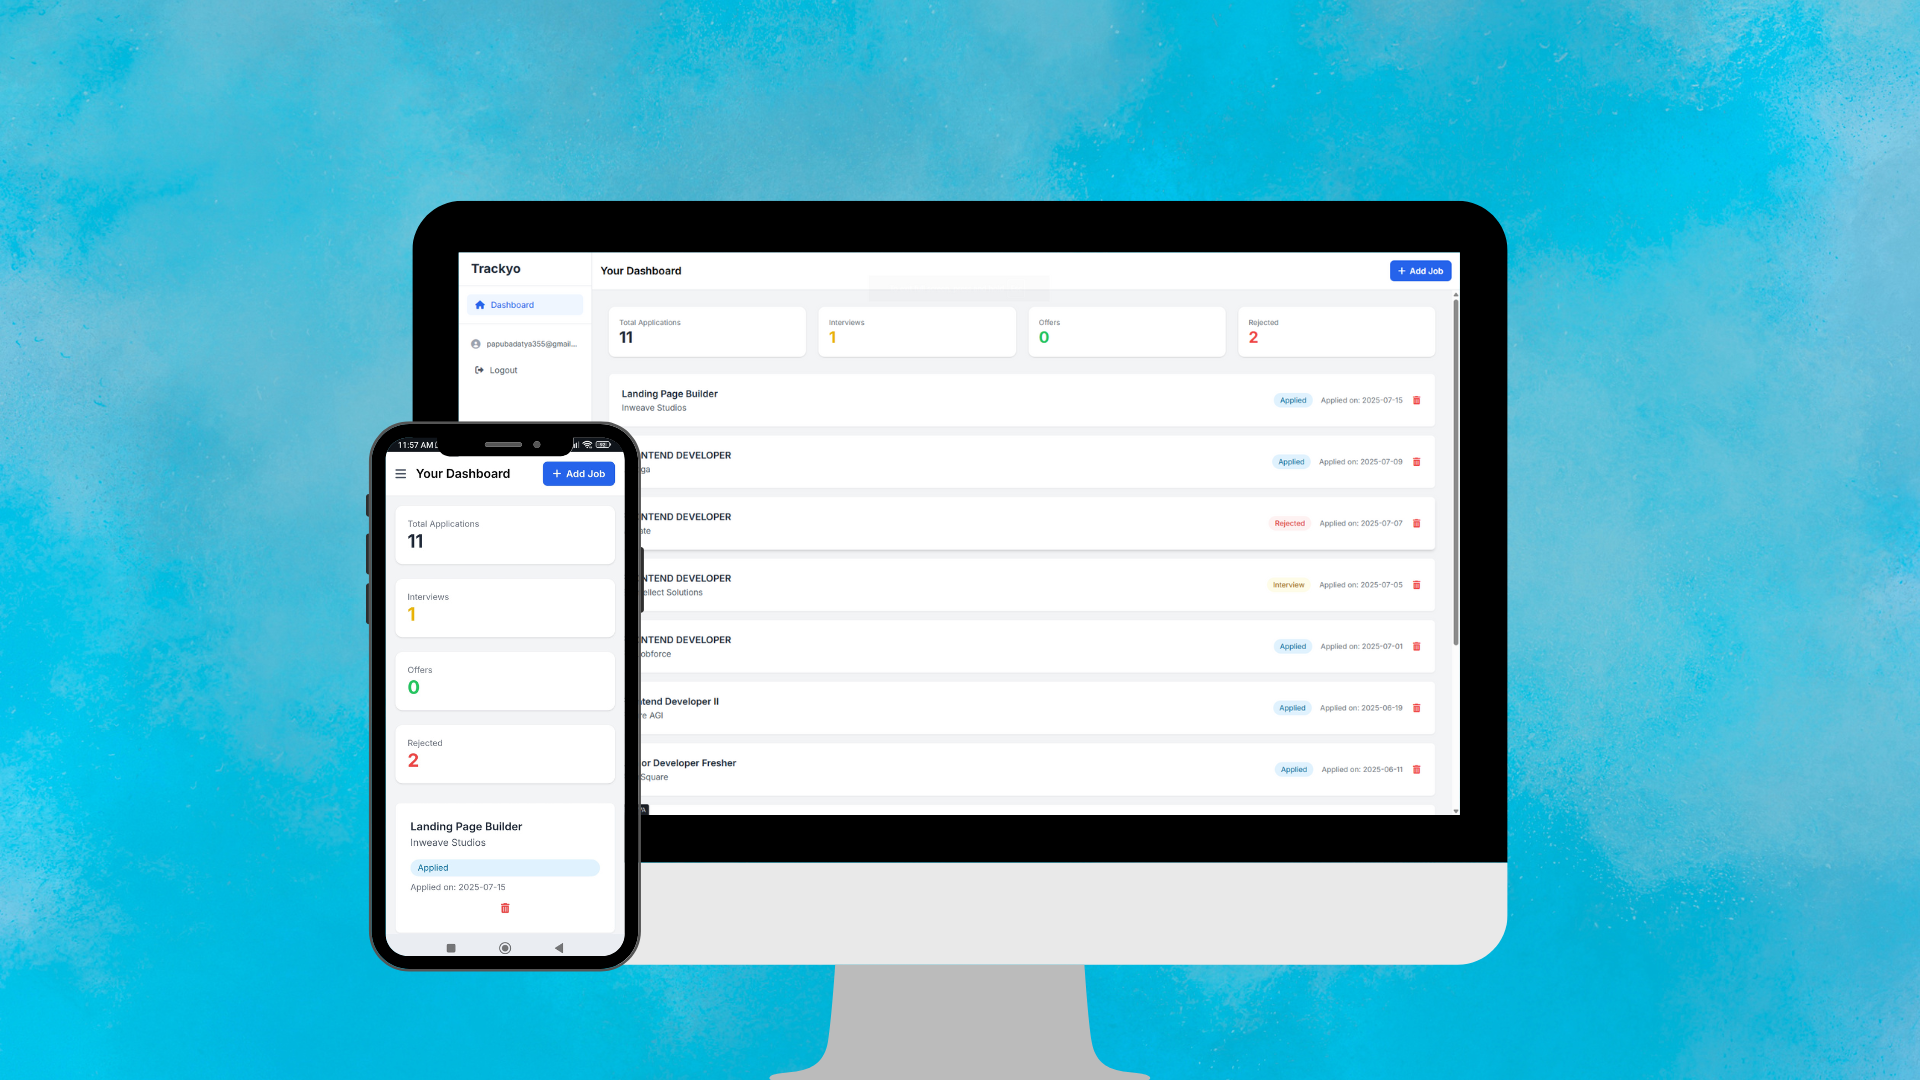 Trackyo
Dashboard
papubadatya355@gmail...
Logout
Your Dashboard
+ Add Job
Total Applications
11
Interviews
1
Offers
0
Rejected
2
Landing Page Builder
Inweave Studios
Applied
Applied on: 2025-07-15
NTEND DEVELOPER
ga
Applied
Applied on: 2025-07-09
NTEND DEVELOPER
te
Rejected
Applied on: 2025-07-07
NTEND DEVELOPER
ellect Solutions
Interview
Applied on: 2025-07-05
NTEND DEVELOPER
obforce
Applied
Applied on: 2025-07-01
tend Developer II
re AGI
Applied
Applied on: 2025-06-19
or Developer Fresher
Square
Applied
Applied on: 2025-06-11
11:57 AM
Your Dashboard
+ Add Job
Total Applications
11
Interviews
1
Offers
0
Rejected
2
Landing Page Builder
Inweave Studios
Applied
Applied on: 2025-07-15